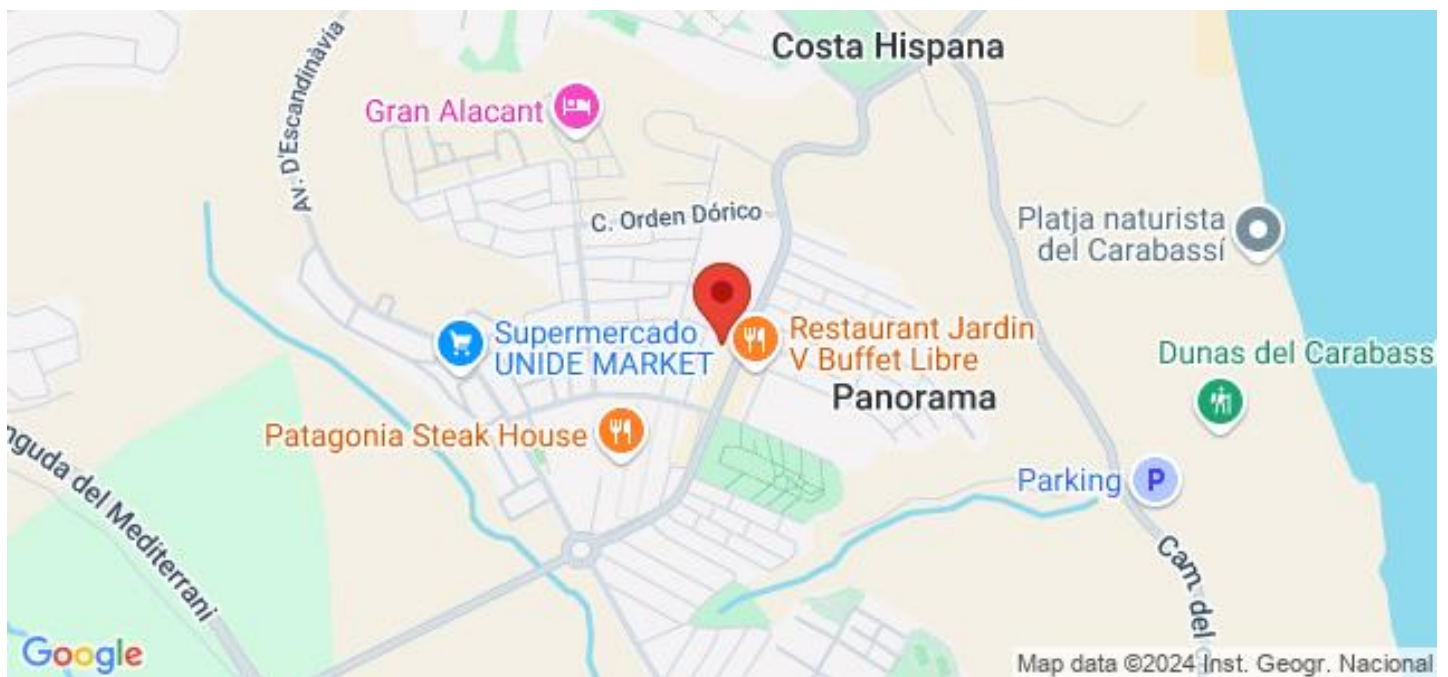 Costa Hispana
Av. D'Escandinàvia
Gran Alacant
C. Orden Dórico
Platja naturista
del Carabassí
Supermercado
UNIDE MARKET
Restaurant Jardin
V Buffet Libre
Dunas del Carabass
Panorama
Patagonia Steak House
Parking
P
nguda del Mediterrani
Cam. del
Google
Map data ©2024 Inst. Geogr. Nacional